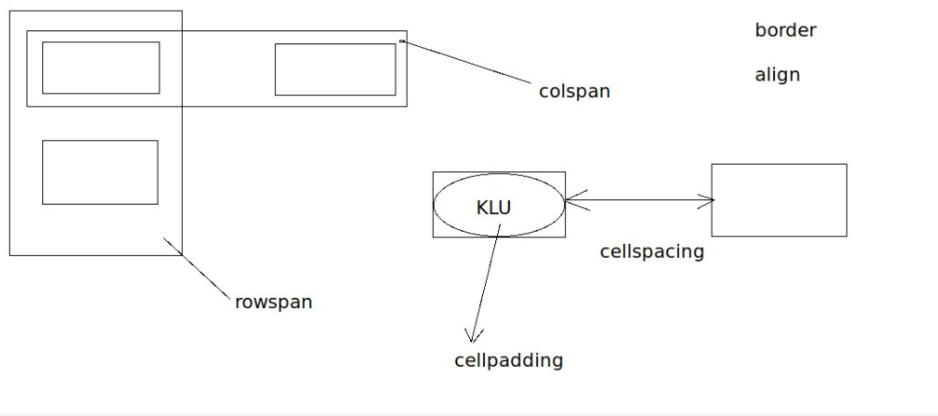 border
align
colspan
KLU
cellspacing
rowspan
cellpadding